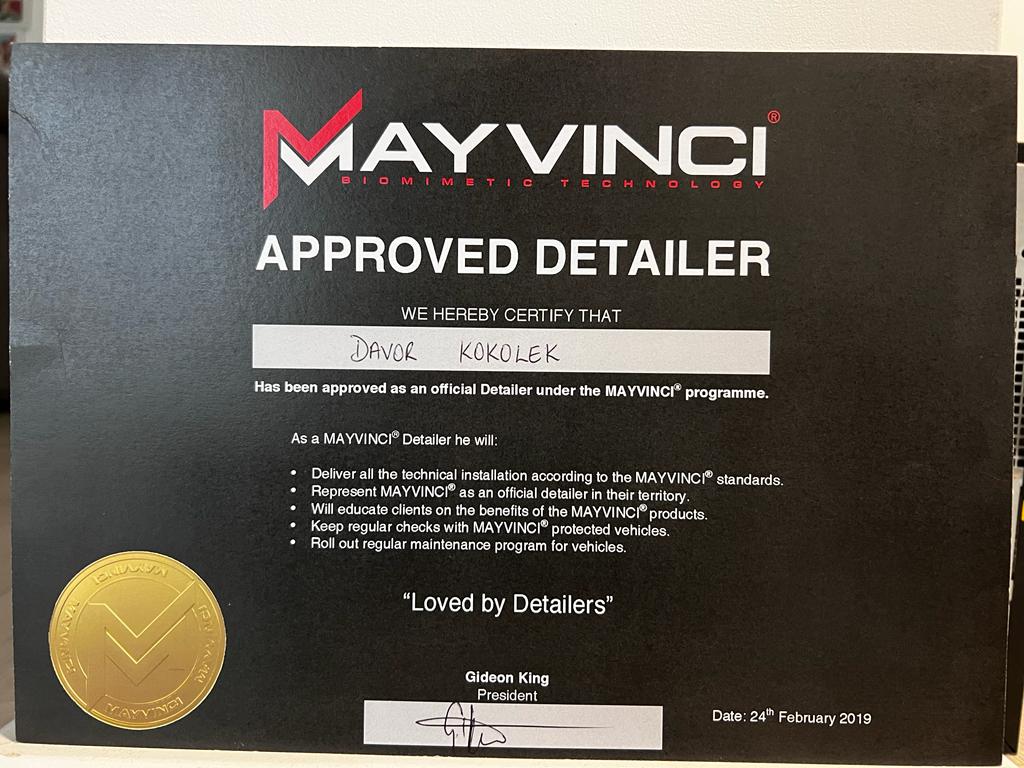 MAYVINCI®
BIOMIMETIC TECHNOLOGY
APPROVED DETAILER
WE HEREBY CERTIFY THAT
DAVOR KOKOLEK
Has been approved as an official Detailer under the MAYVINCI® programme.
As a MAYVINCI® Detailer he will:
• Deliver all the technical installation according to the MAYVINCI® standards.
• Represent MAYVINCI® as an official detailer in their territory.
• Will educate clients on the benefits of the MAYVINCI® products.
• Keep regular checks with MAYVINCI® protected vehicles.
• Roll out regular maintenance program for vehicles.
“Loved by Detailers”
MAYVINCI
MAYVINCI
MAYVINCI
MAYVINCI
Gideon King
President
Date: 24th February 2019